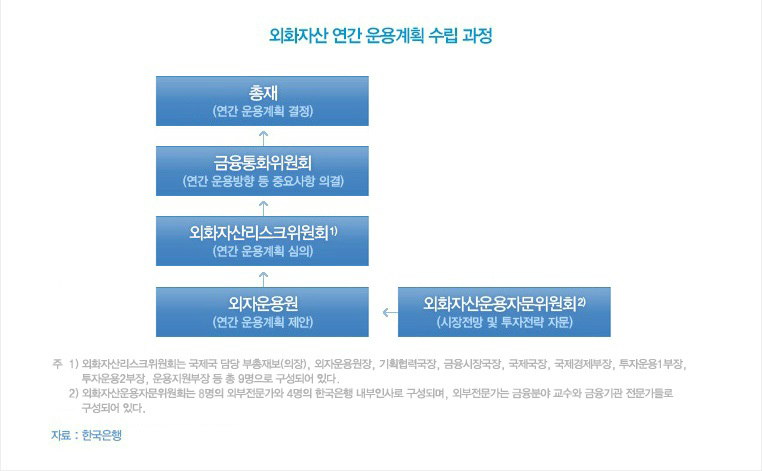 외화자산 연간 운용계획 수립 과정
총재
(연간 운용계획 결정)
금융통화위원회
(연간 운용방향 등 중요사항 의결)
외화자산리스크위원회1)
(연간 운용계획 심의)
외자운용원
(연간 운용계획 제안)
외화자산운용자문위원회2)
(시장전망 및 투자전략 자문)
주 1) 외화자산리스크위원회는 국제국 담당 부총재보(의장), 외자운용원장, 기획협력국장, 금융시장국장, 국제국장, 국제경제부장, 투자운용1부장,
투자운용2부장, 운용지원부장 등 총 9명으로 구성되어 있다.
2) 외화자산운용자문위원회는 8명의 외부전문가와 4명의 한국은행 내부인사로 구성되며, 외부전문가는 금융분야 교수와 금융기관 전문가들로
구성되어 있다.
자료 : 한국은행